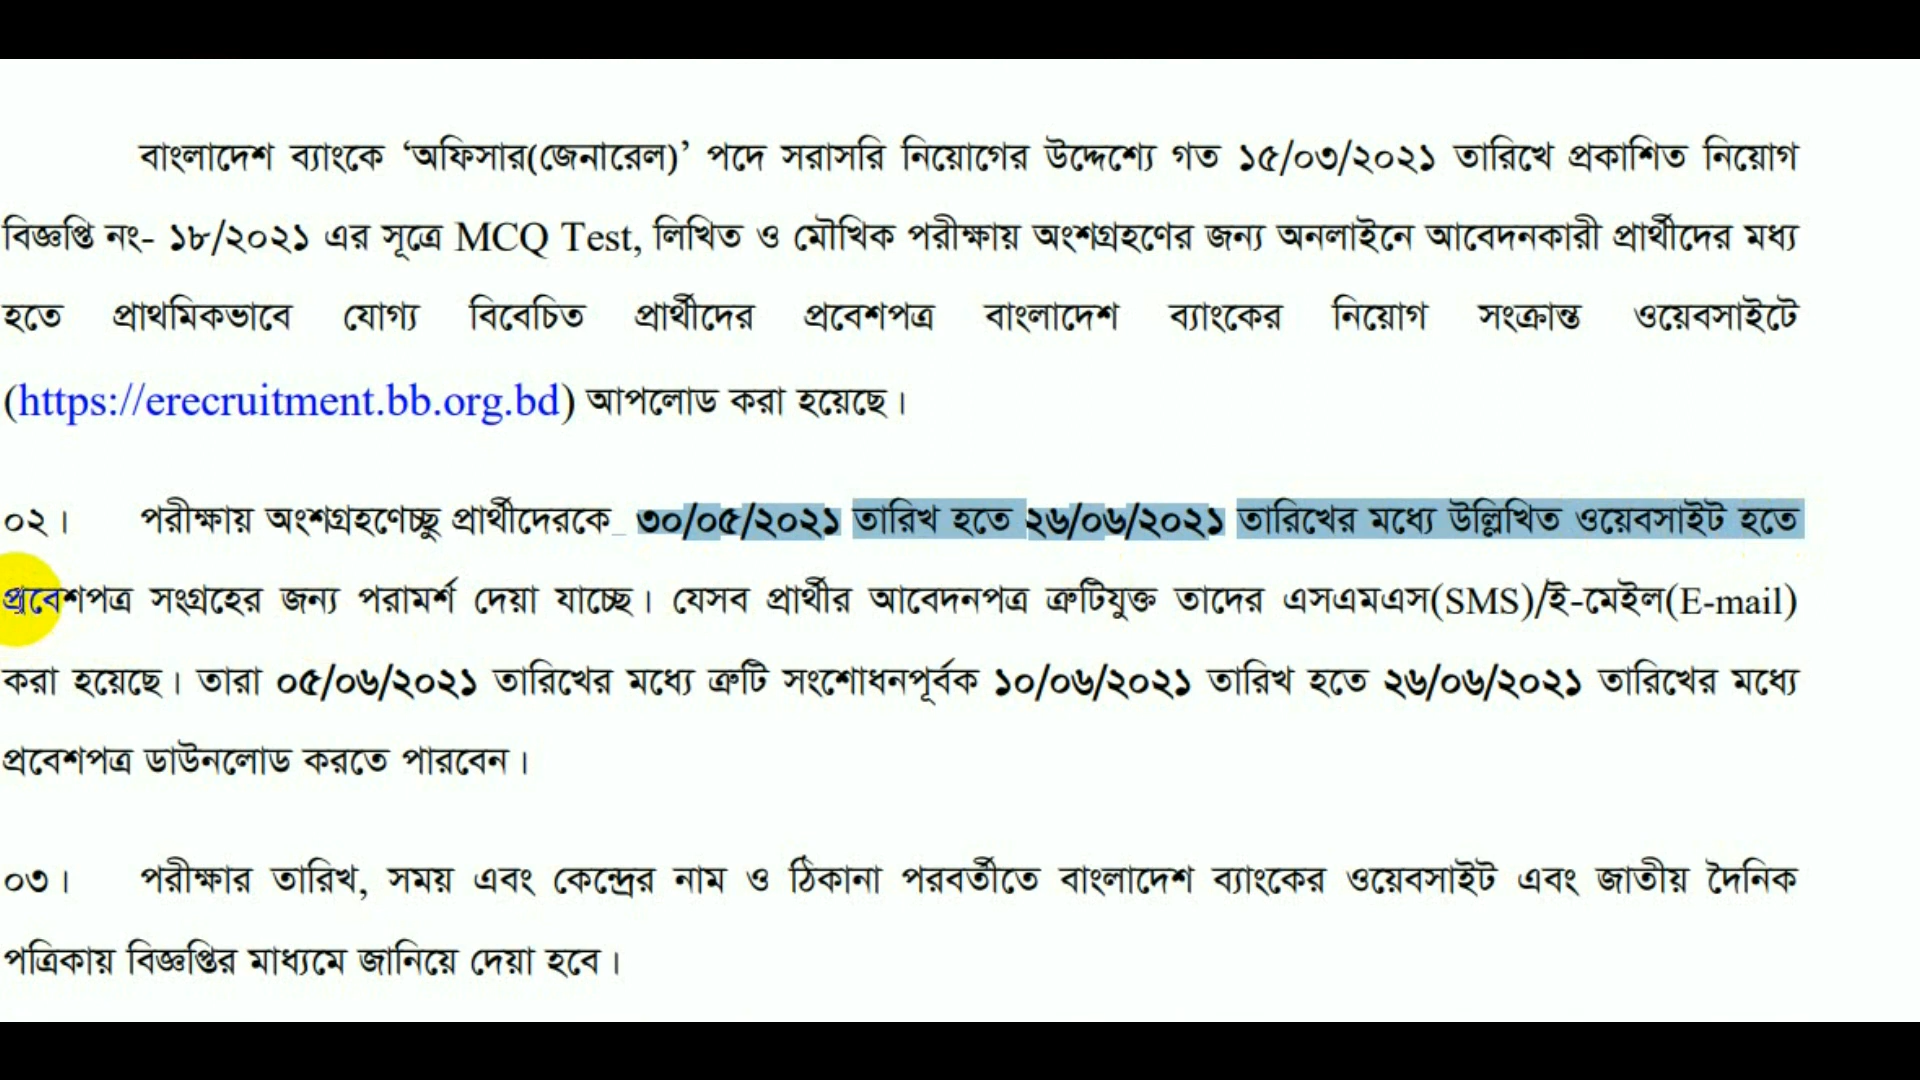 বাংলাদেশ ব্যাংকে ‘অফিসার(জেনারেল)’ পদে সরাসরি নিয়োগের উদ্দেশ্যে গত ১৫/০৩/২০২১ তারিখে প্রকাশিত নিয়োগ
বিজ্ঞপ্তি নং- ১৮/২০২১ এর সূত্রে MCQ Test, লিখিত ও মৌখিক পরীক্ষায় অংশগ্রহণের জন্য অনলাইনে আবেদনকারী প্রার্থীদের মধ্য
হতে প্রাথমিকভাবে যোগ্য বিবেচিত প্রার্থীদের প্রবেশপত্র বাংলাদেশ ব্যাংকের নিয়োগ সংক্রান্ত ওয়েবসাইটে
(https://erecruitment.bb.org.bd) আপলোড করা হয়েছে।
০২। পরীক্ষায় অংশগ্রহণেচ্ছু প্রার্থীদেরকে ৩০/০৫/২০২১ তারিখ হতে ২৬/০৬/২০২১ তারিখের মধ্যে উল্লিখিত ওয়েবসাইট হতে
প্রবেশপত্র সংগ্রহের জন্য পরামর্শ দেয়া যাচ্ছে। যেসব প্রার্থীর আবেদনপত্র ত্রুটিযুক্ত তাদের এসএমএস(SMS)/ই-মেইল(E-mail)
করা হয়েছে। তারা ০৫/০৬/২০২১ তারিখের মধ্যে ত্রুটি সংশোধনপূর্বক ১০/০৬/২০২১ তারিখ হতে ২৬/০৬/২০২১ তারিখের মধ্যে
প্রবেশপত্র ডাউনলোড করতে পারবেন।
০৩। পরীক্ষার তারিখ, সময় এবং কেন্দ্রের নাম ও ঠিকানা পরবর্তীতে বাংলাদেশ ব্যাংকের ওয়েবসাইট এবং জাতীয় দৈনিক
পত্রিকায় বিজ্ঞপ্তির মাধ্যমে জানিয়ে দেয়া হবে।